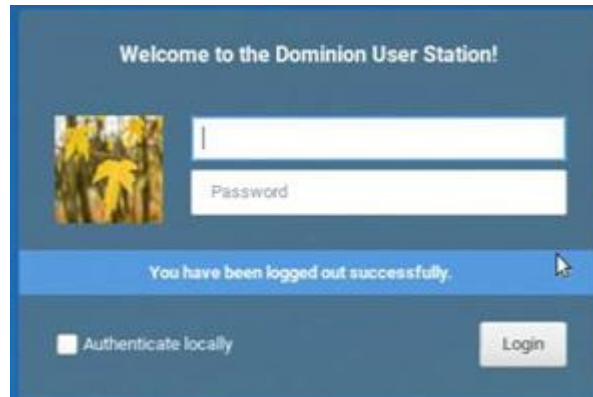 Welcome to the Dominion User Station!
Password
You have been logged out successfully.
Authenticate locally
Login